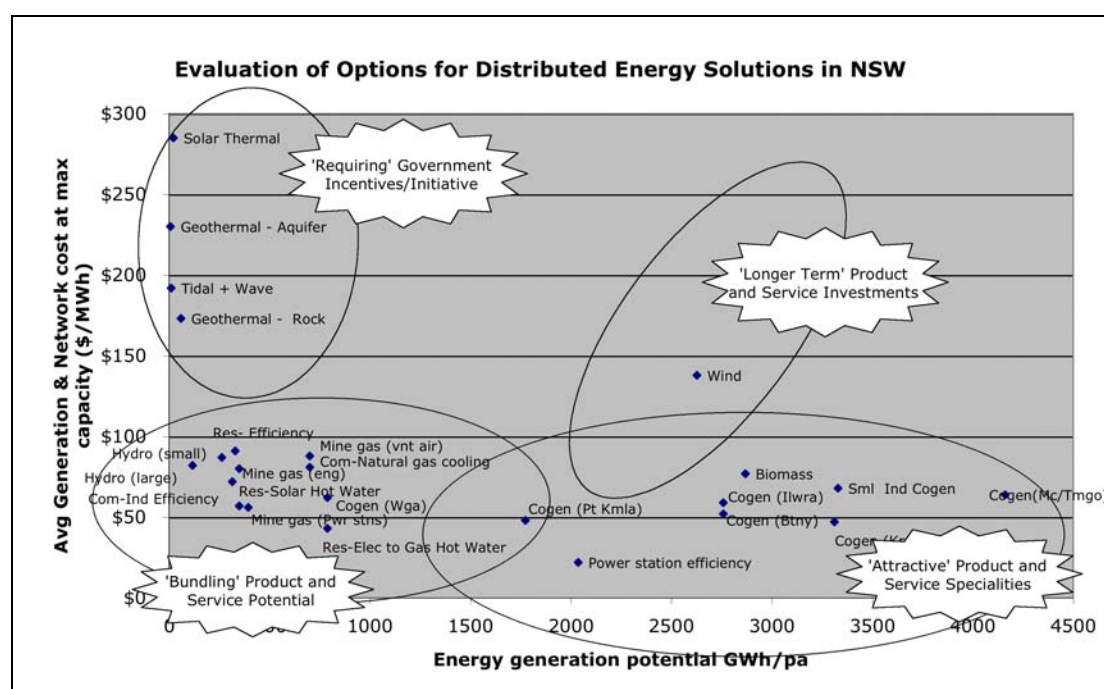 Evaluation of Options for Distributed Energy Solutions in NSW
Avg Generation & Network cost at max
capacity ($/MWh)
$300
$250
$200
$150
$100
$50
$0
Solar Thermal
'Requiring' Government
Incentives/Initiative
Geothermal - Aquifer
Tidal + Wave
Geothermal - Rock
'Longer Term' Product
and Service Investments
Wind
Res- Efficiency
Hydro (small)
Mine gas (vnt air)
Com-Natural gas cooling
Hydro (large)
Mine gas (eng)
Res-Solar Hot Water
Com-Ind Efficiency
Cogen (Wga)
Mine gas (Pwr stns)
Res-Elec to Gas Hot Water
Cogen (Pt Kmla)
Power station efficiency
Biomass
Cogen (Ilwra)
Cogen (Btny)
Sml Ind Cogen
Cogen(Mc/Tmgo)
Cogen
'Bundling' Product and
Service Potential
'Attractive' Product and
Service Specialities
0
1000
1500
2000
2500
3000
3500
4000
4500
Energy generation potential GWh/pa